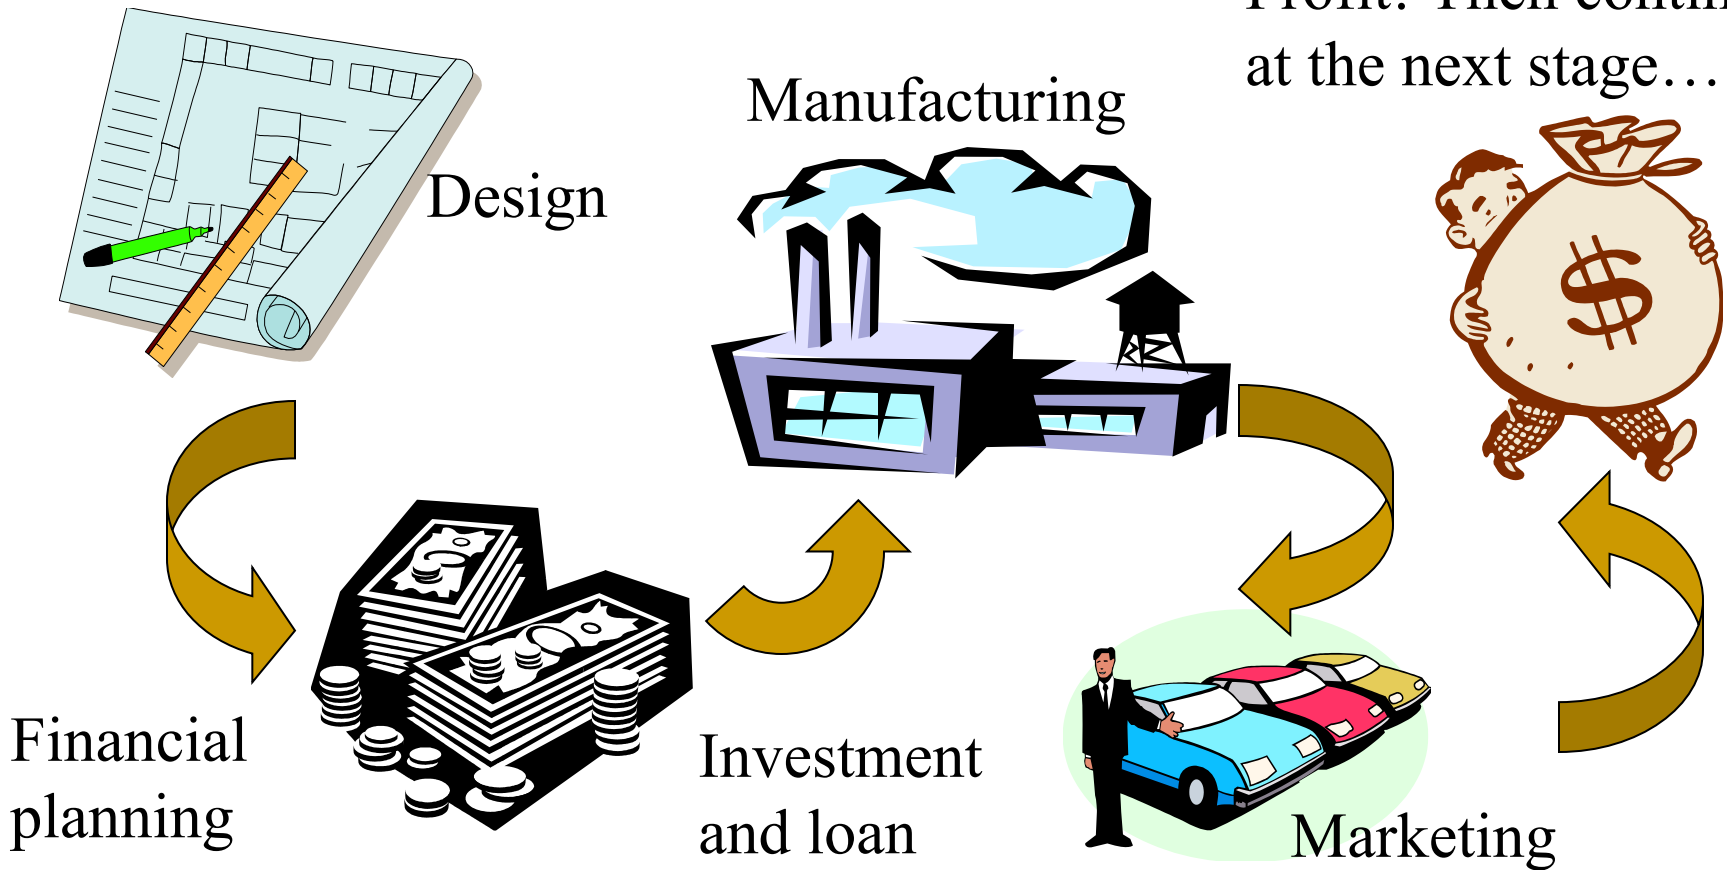 Design
Financial
planning
Investment
and loan
Manufacturing
Marketing
at the next stage…
$